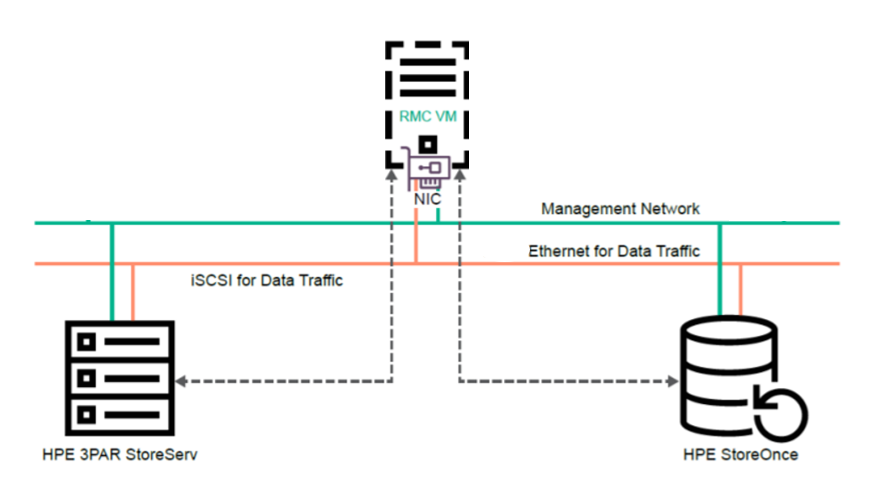 RMC VM
NIC
Management Network
Ethernet for Data Traffic
iSCSI for Data Traffic
HPE 3PAR StoreServ
HPE StoreOnce